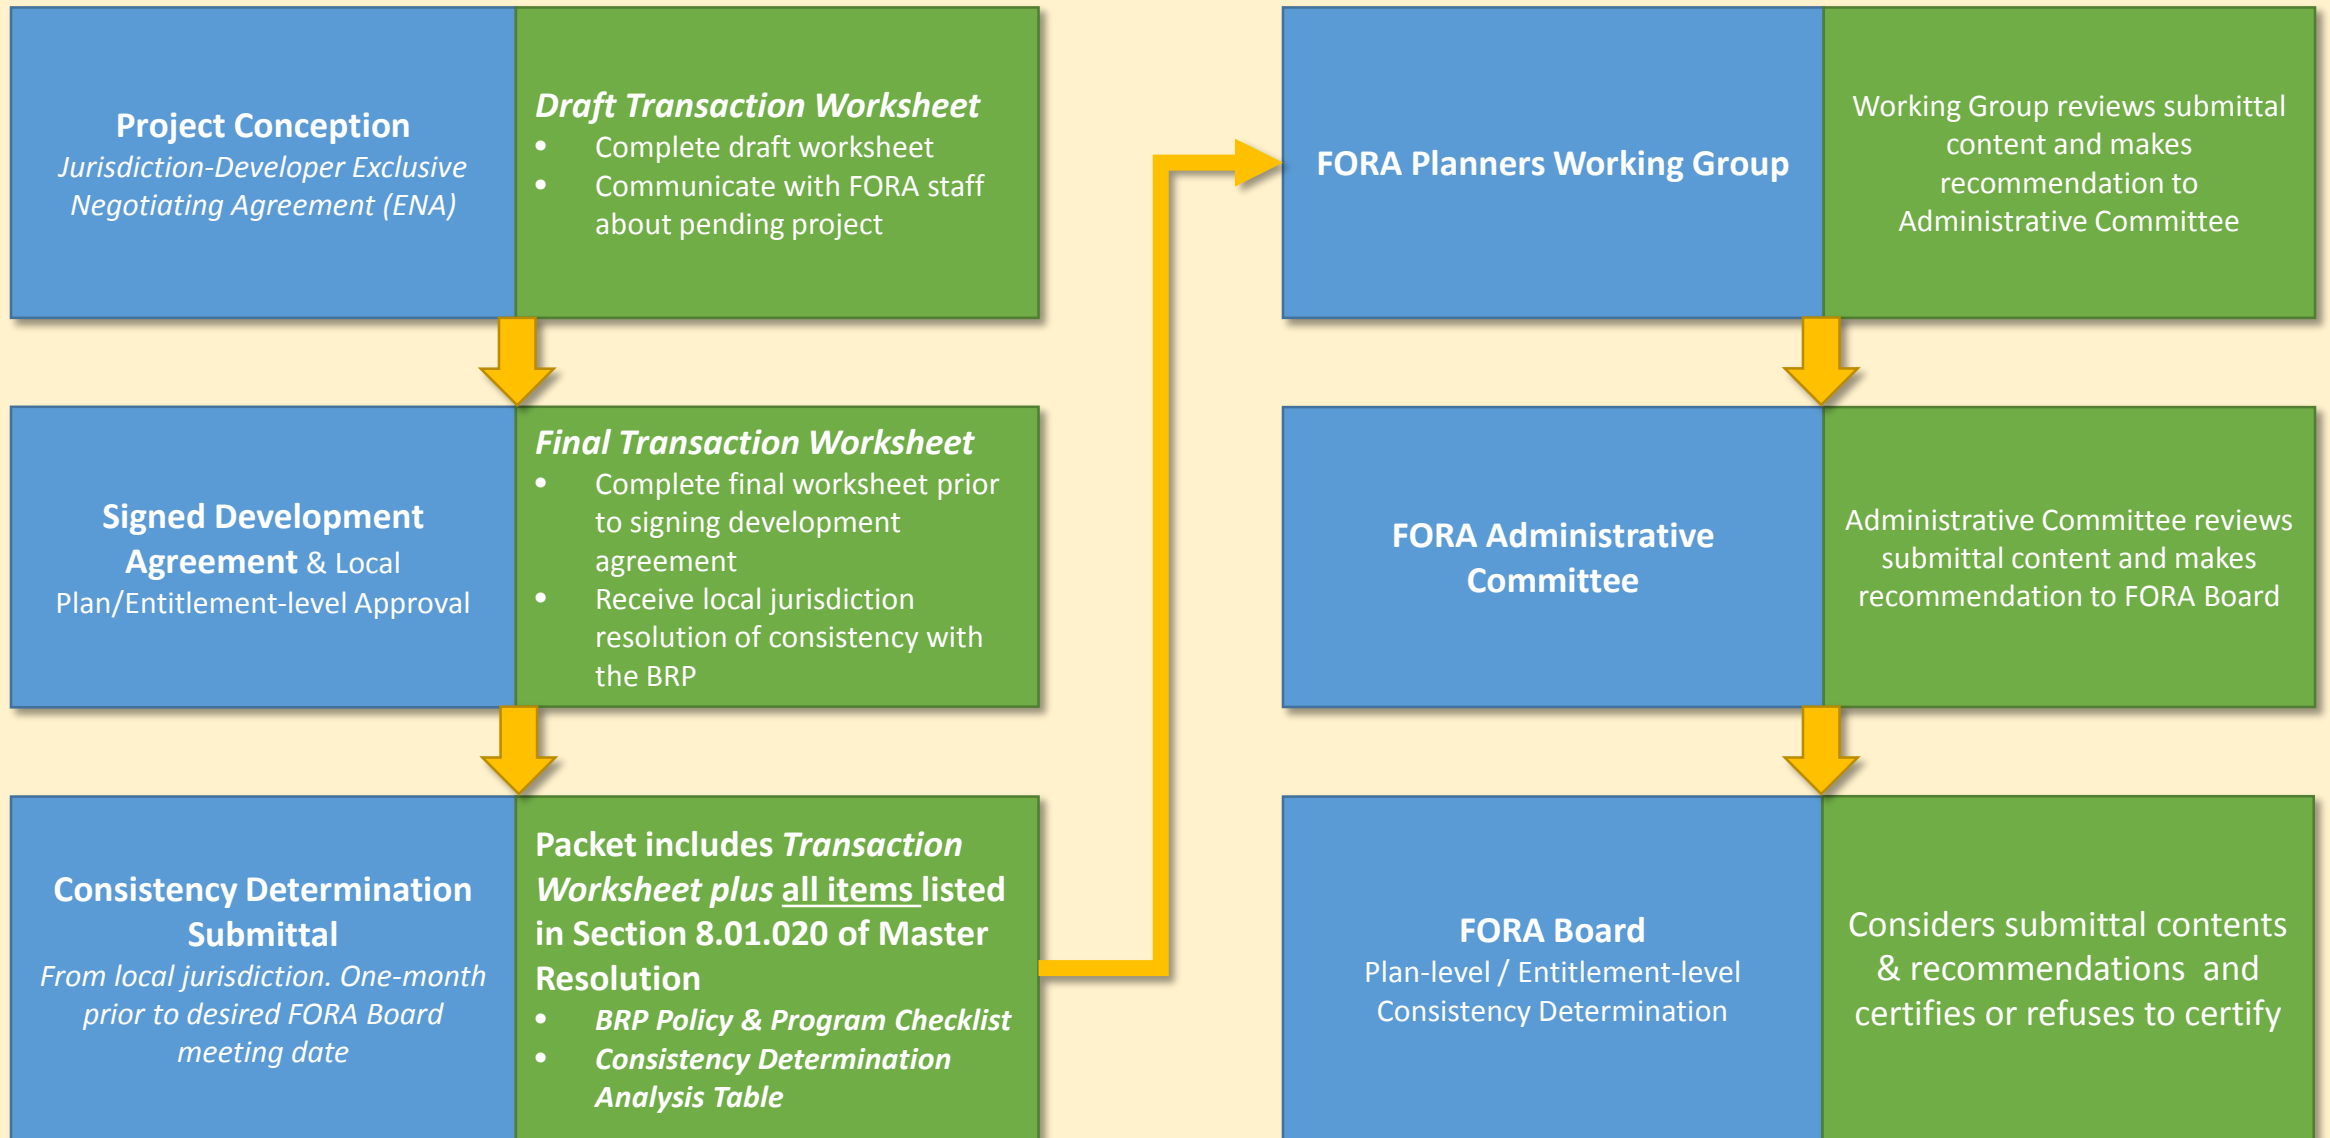 Project Conception
Jurisdiction-Developer Exclusive
Negotiating Agreement (ENA)
Draft Transaction Worksheet
• Complete draft worksheet
• Communicate with FORA staff
about pending project
Signed Development
Agreement & Local
Plan/Entitlement-level Approval
Final Transaction Worksheet
• Complete final worksheet prior
to signing development
agreement
• Receive local jurisdiction
resolution of consistency with
the BRP
Consistency Determination
Submittal
From local jurisdiction. One-month
prior to desired FORA Board
meeting date
Packet includes Transaction
Worksheet plus all items listed
in Section 8.01.020 of Master
Resolution
• BRP Policy & Program Checklist
• Consistency Determination
Analysis Table
FORA Planners Working Group
Working Group reviews submittal
content and makes
recommendation to
Administrative Committee
FORA Administrative
Committee
Administrative Committee reviews
submittal content and makes
recommendation to FORA Board
FORA Board
Plan-level / Entitlement-level
Consistency Determination
Considers submittal contents
& recommendations and
certifies or refuses to certify